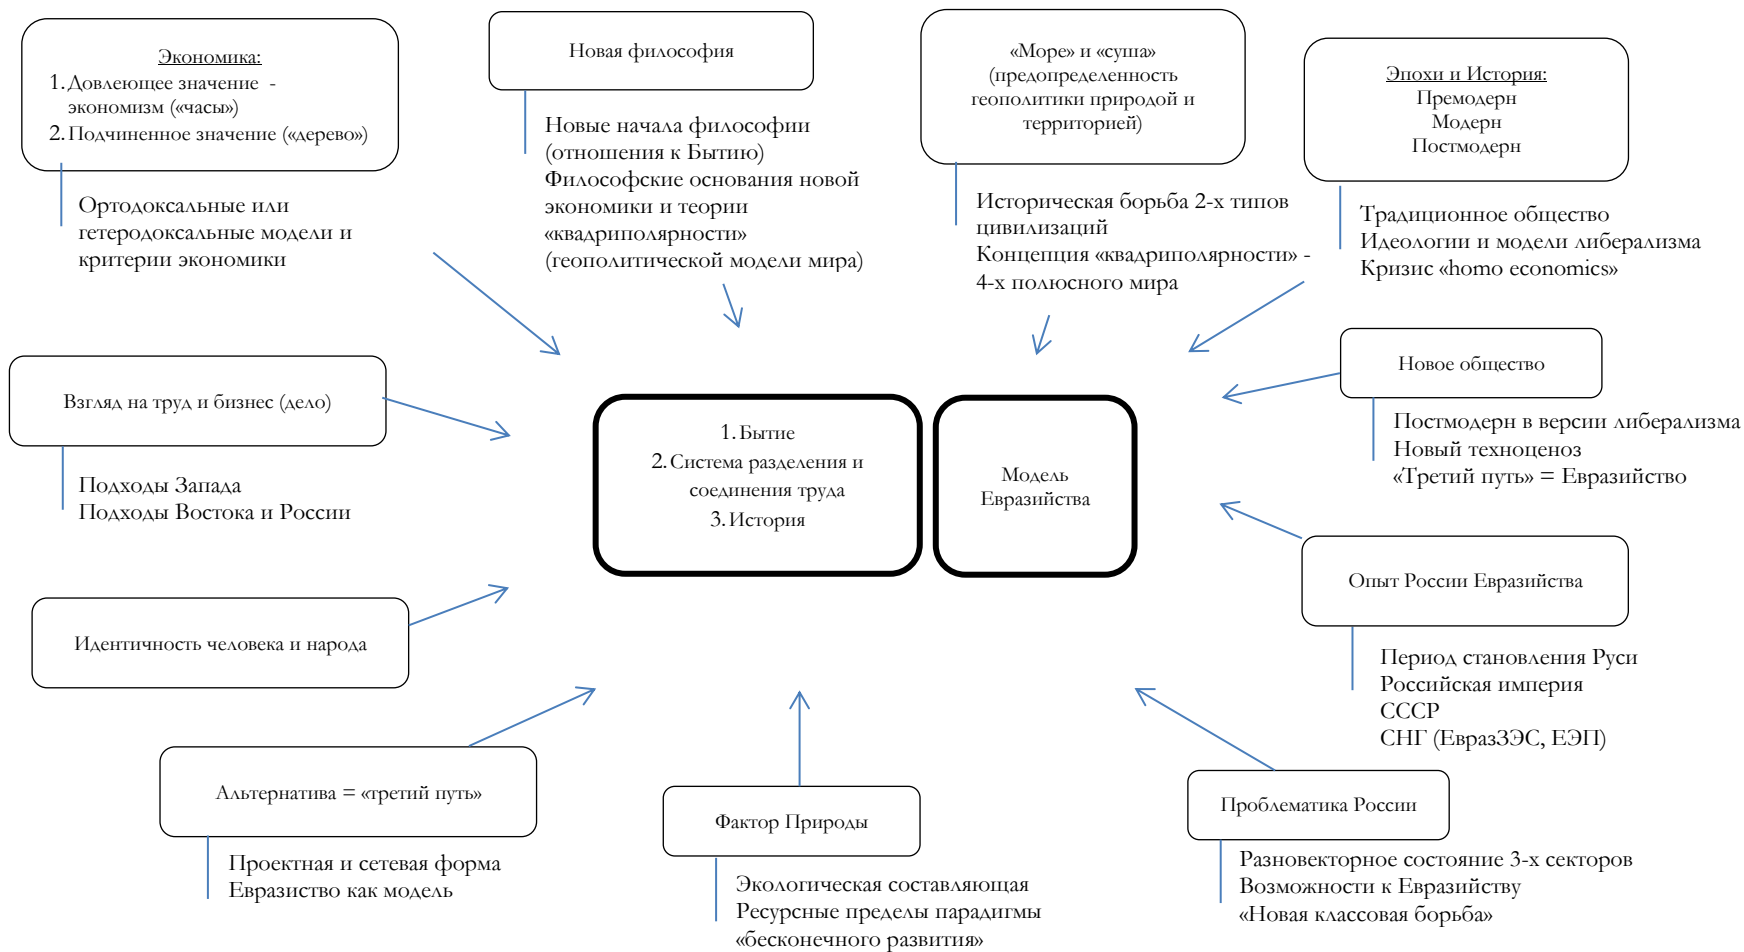 Экономика:
1. Довлеющее значение -
экономизм («часы»)
2. Подчиненное значение («дерево»)
Ортодоксальные или
гетеродоксальные модели и
критерии экономики
Новая философия
Новые начала философии
(отношения к Бытию)
Философские основания новой
экономики и теории
«квадриполярности»
(геополитической модели мира)
«Море» и «суша»
(предопределенность
геополитики природой и
территорией)
Историческая борьба 2-х типов
цивилизаций
Концепция «квадриполярности» -
4-х полюсного мира
Эпохи и История:
Премодерн
Модерн
Постмодерн
Традиционное общество
Идеологии и модели либерализма
Кризис «homo economics»
Взгляд на труд и бизнес (дело)
Подходы Запада
Подходы Востока и России
1. Бытие
2. Система разделения и
соединения труда
3. История
Модель
Евразийства
Новое общество
Постмодерн в версии либерализма
Новый техноценоз
«Третий путь» = Евразийство
Идентичность человека и народа
Опыт России Евразийства
Период становления Руси
Российская империя
СССР
СНГ (ЕвразЗЭС, ЕЭП)
Альтернатива = «третий путь»
Проектная и сетевая форма
Евразиство как модель
Фактор Природы
Экологическая составляющая
Ресурсные пределы парадигмы
«бесконечного развития»
Проблематика России
Разновекторное состояние 3-х секторов
Возможности к Евразийству
«Новая классовая борьба»